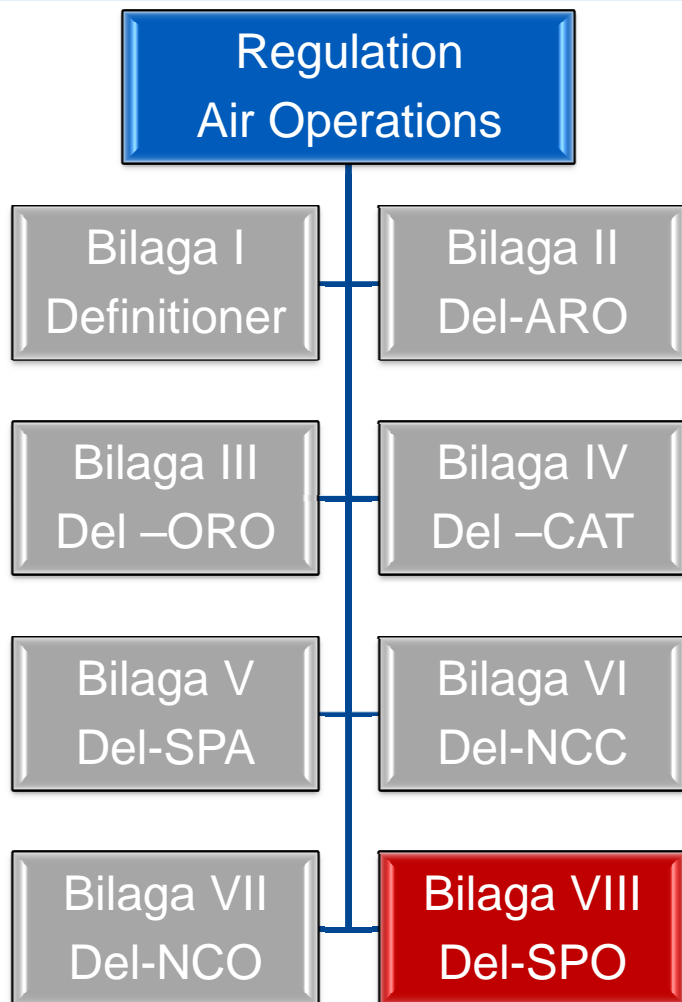 Regulation
Air Operations
Bilaga I
Definitioner
Bilaga II
Del-ARO
Bilaga III
Del –ORO
Bilaga IV
Del –CAT
Bilaga V
Del-SPA
Bilaga VI
Del-NCC
Bilaga VII
Del-NCO
Bilaga VIII
Del-SPO